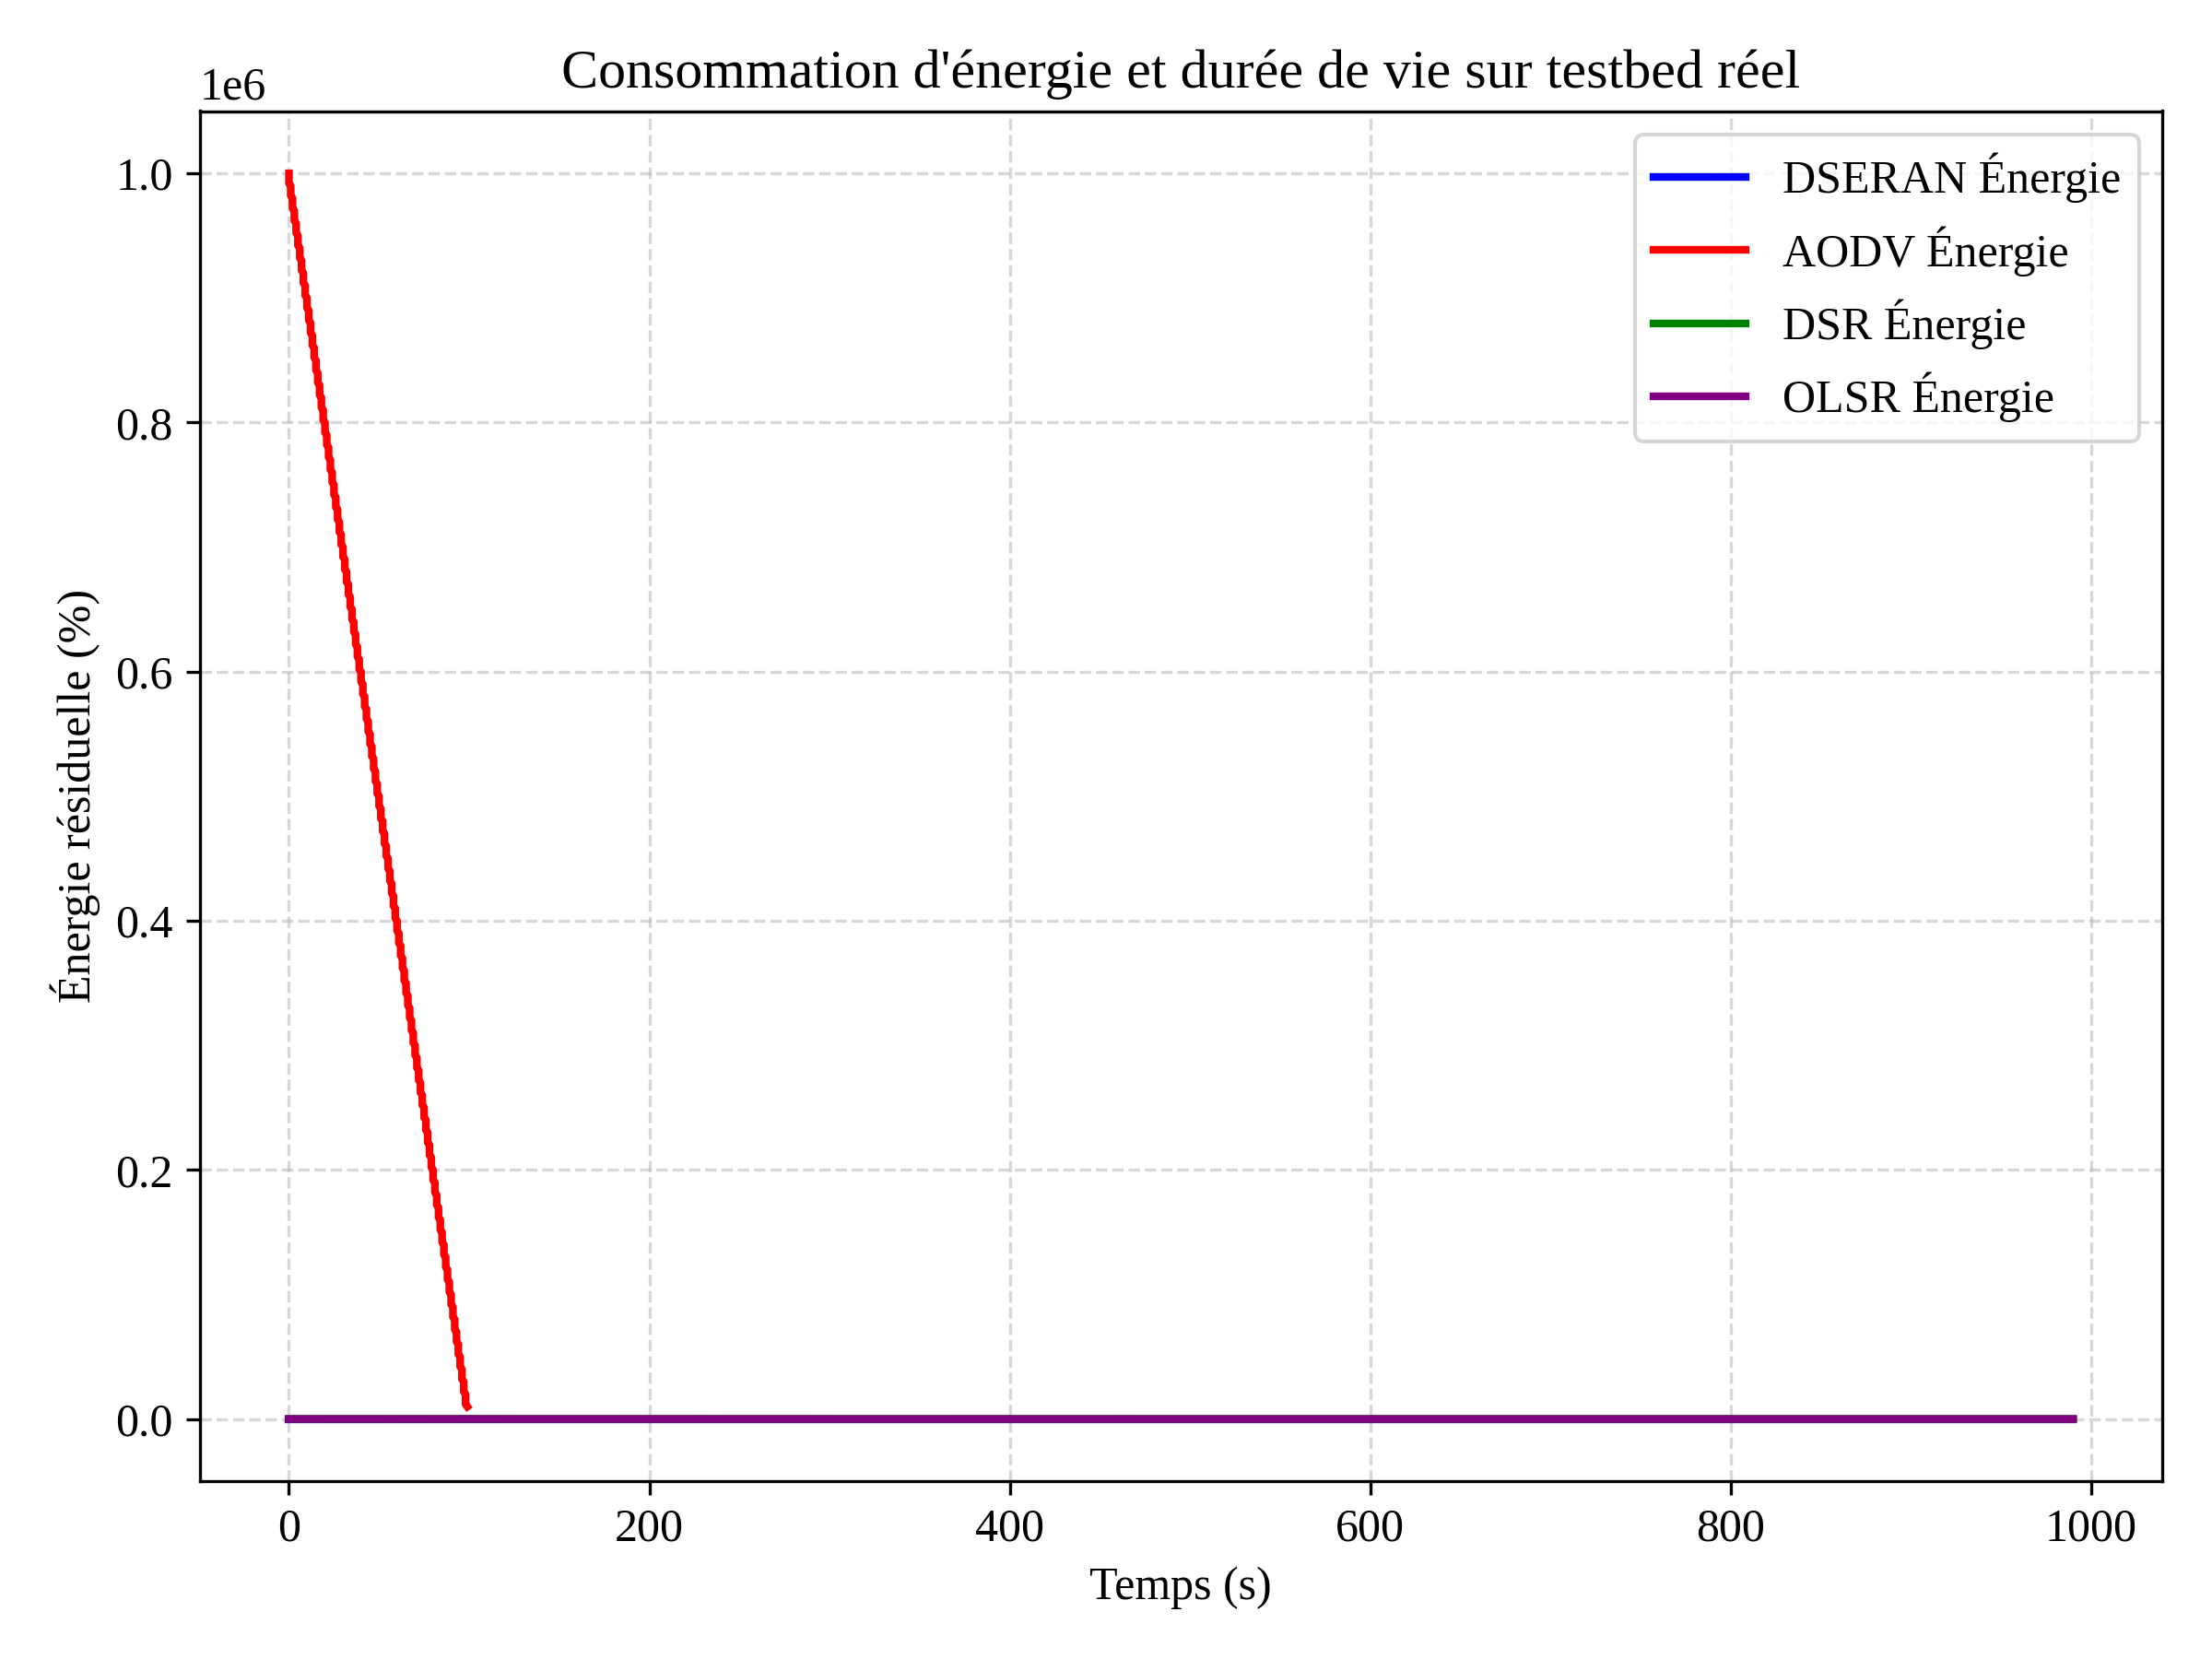 Consommation d'énergie et durée de vie sur testbed réel
1e6
1.0
0.8
0.6
0.4
0.2
0.0
Énergie résiduelle (%)
DSERAN Énergie
AODV Énergie
DSR Énergie
OLSR Énergie
0 200 400 600 800 1000
Temps (s)